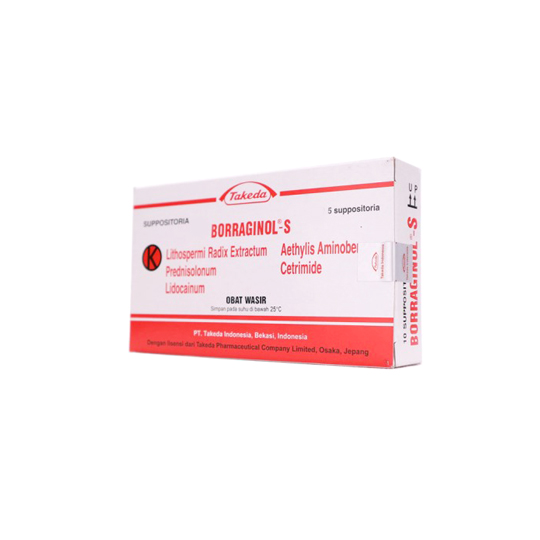 Takeda
SUPPOSITORIA
5 suppositoria
BORRAGINOL®-S
K
Lithospermi Radix Extractum
Prednisolonum
Lidocainum
Aethylis Aminobe
Cetrimide
OBAT WASIR
Simpan pada suhu di bawah 25°C
PT. Takeda Indonesia, Bekasi, Indonesia
Dengan lisensi dari Takeda Pharmaceutical Company Limited, Osaka, Jepang
UP
BORRAGINOL®-S
10 SUPPOSIT